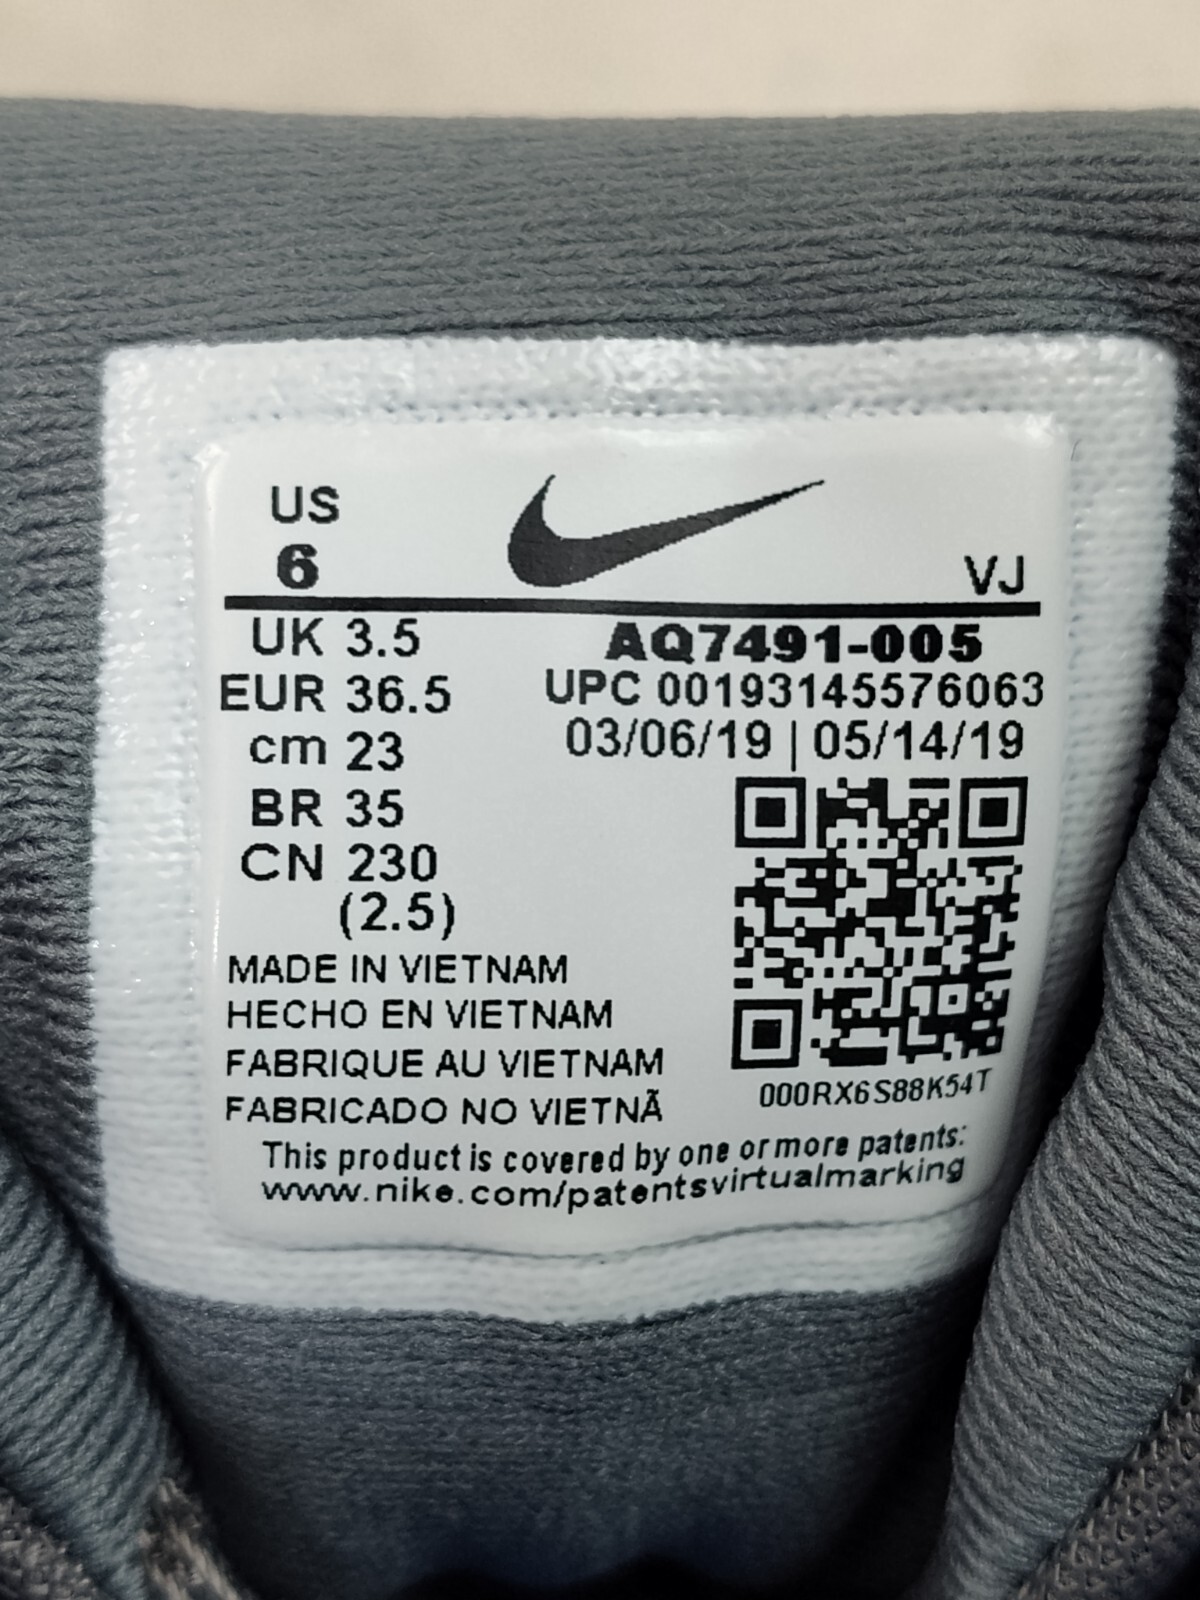 US
6
VJ
UK 3.5
AQ7491-005
EUR 36.5
UPC 00193145576063
cm 23
03/06/19 | 05/14/19
BR 35
CN 230
(2.5)
MADE IN VIETNAM
HECHO EN VIETNAM
FABRIQUE AU VIETNAM
FABRICADO NO VIETNÃ
000RX6S88K54T
This product is covered by one or more patents:
www.nike.com/patentsvirtualmarking